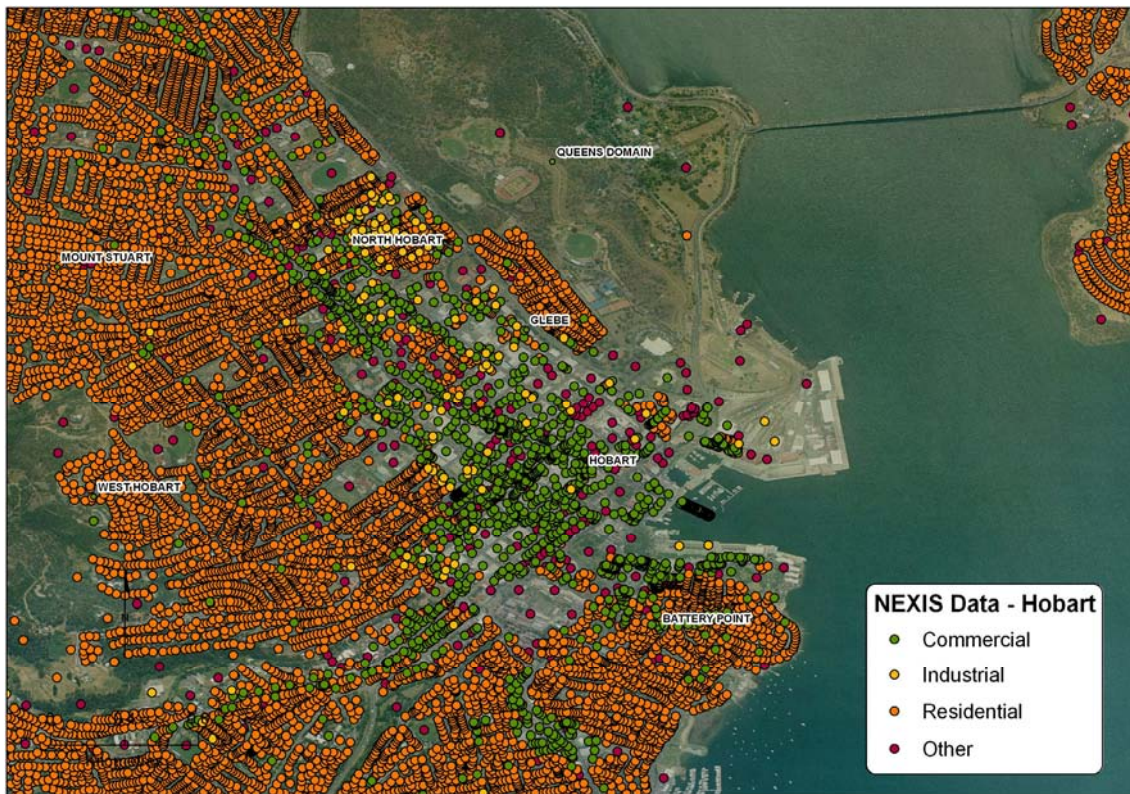 QUEENS DOMAIN
NORTH HOBART
MOUNT STUART
GLEBE
HOBART
WEST HOBART
BATTERY POINT
NEXIS Data - Hobart
Commercial
Industrial
Residential
Other